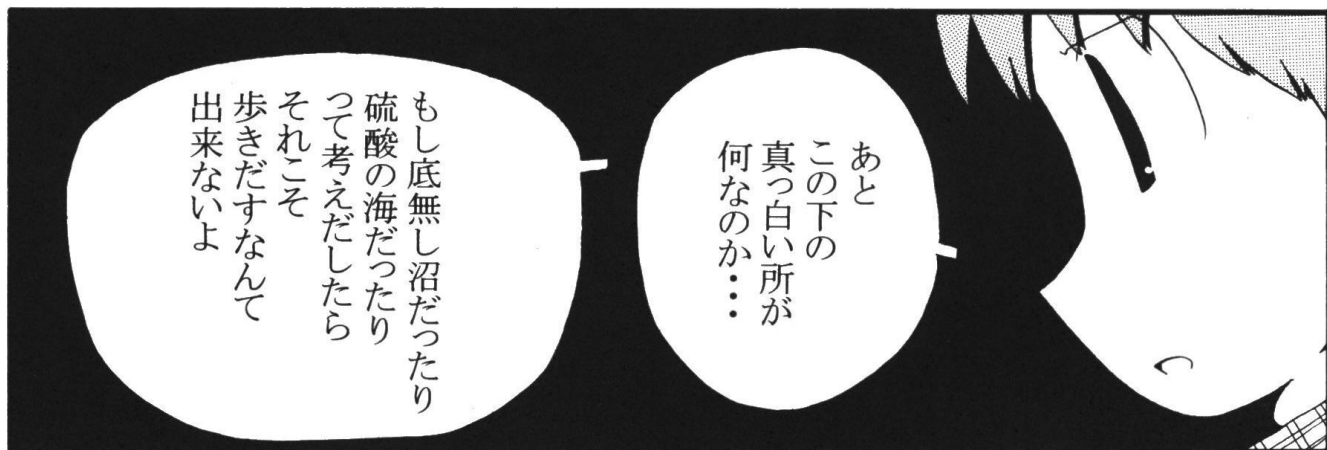 あと
この下の
真っ白い所が
何なのか・・・
もし底無し沼だったり
硫酸の海だったり
って考えだしたら
それこそ
歩きだすなんて
出来ないよ